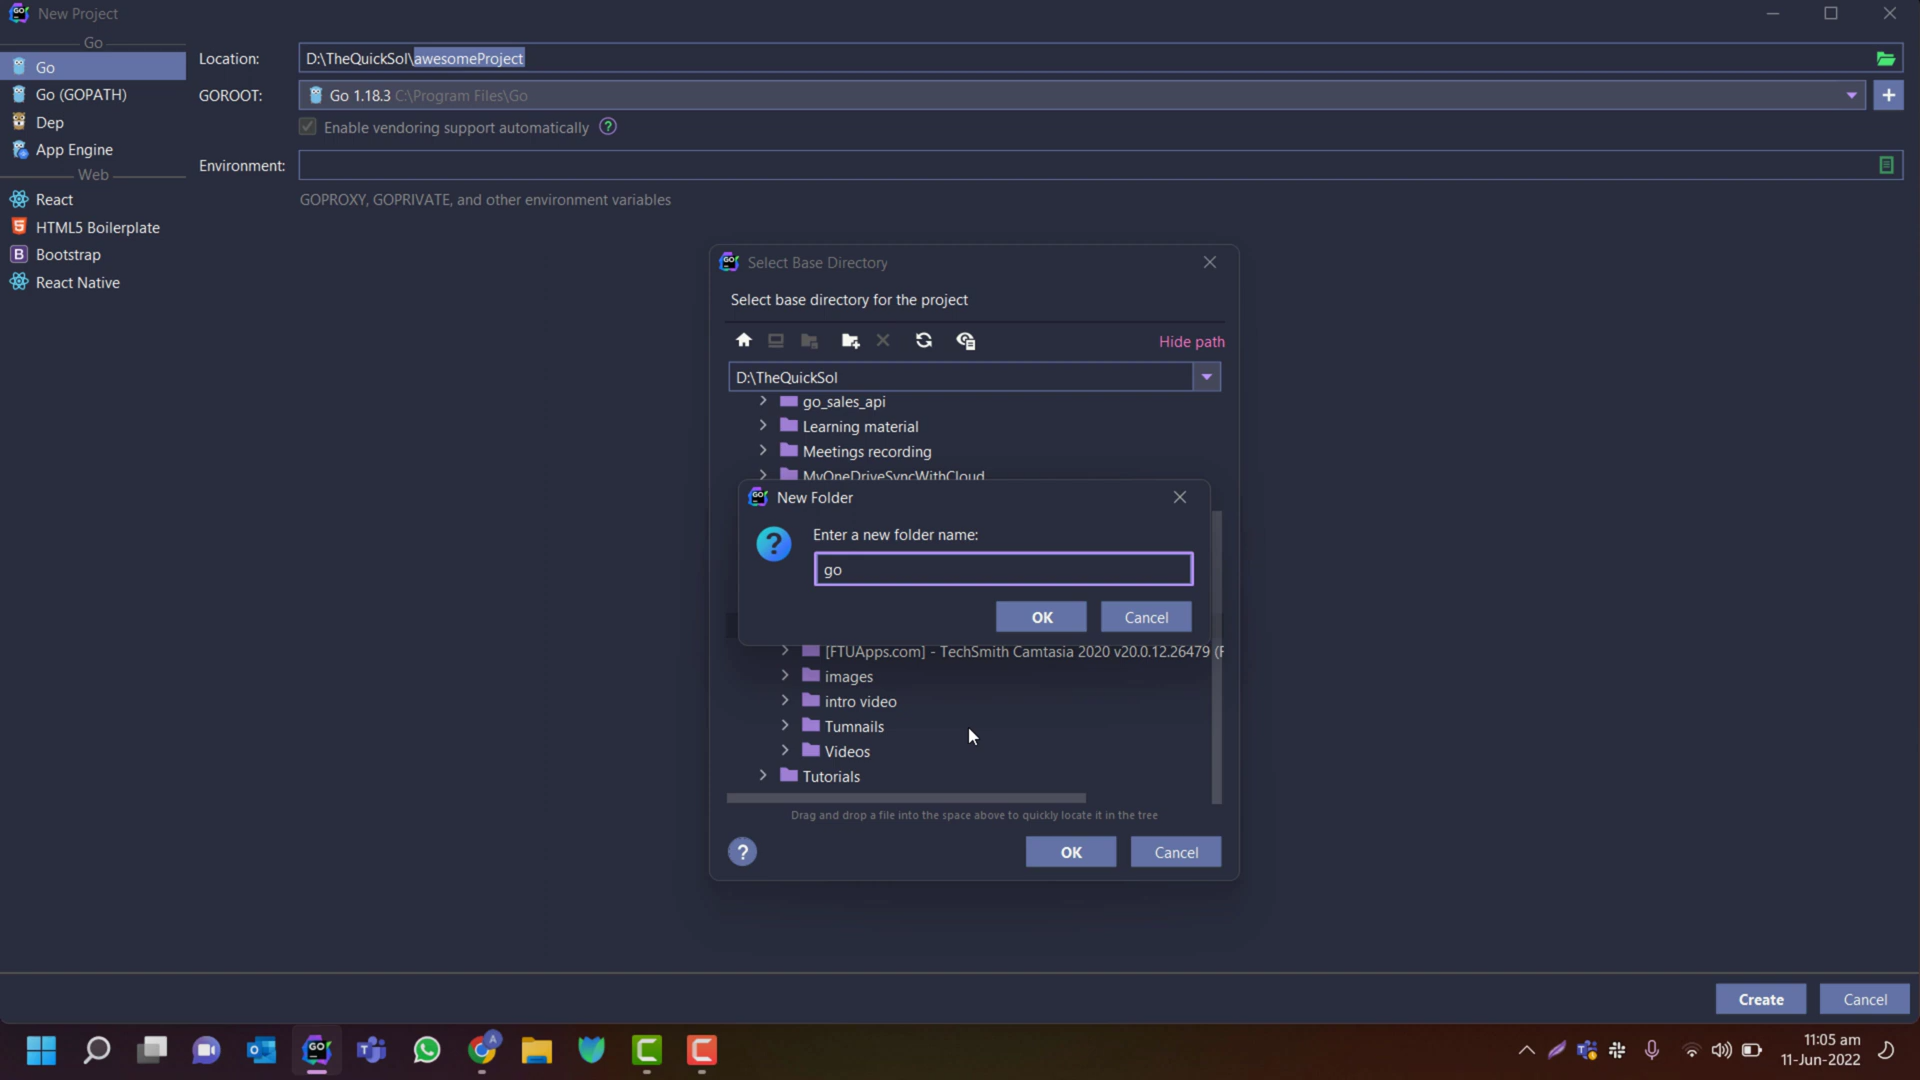 New Project
Go
Go
Go (GOPATH)
Dep
App Engine
Web
React
HTML5 Boilerplate
Bootstrap
React Native
Location: D:\TheQuickSol\awesomeProject
GOROOT: Go 1.18.3 C:\Program Files\Go
Enable vendoring support automatically
Environment:
GOPROXY, GOPRIVATE, and other environment variables
Select Base Directory
Select base directory for the project
Hide path
D:\TheQuickSol
go_sales_api
Learning material
Meetings recording
MyOneDriveSyncWithCloud
New Folder
Enter a new folder name:
go
OK Cancel
[FTUApps.com] - TechSmith Camtasia 2020 v20.0.12.26479 (F
images
intro video
Tumnails
Videos
Tutorials
Drag and drop a file into the space above to quickly locate it in the tree
OK Cancel
Create Cancel
11:05 am
11-Jun-2022